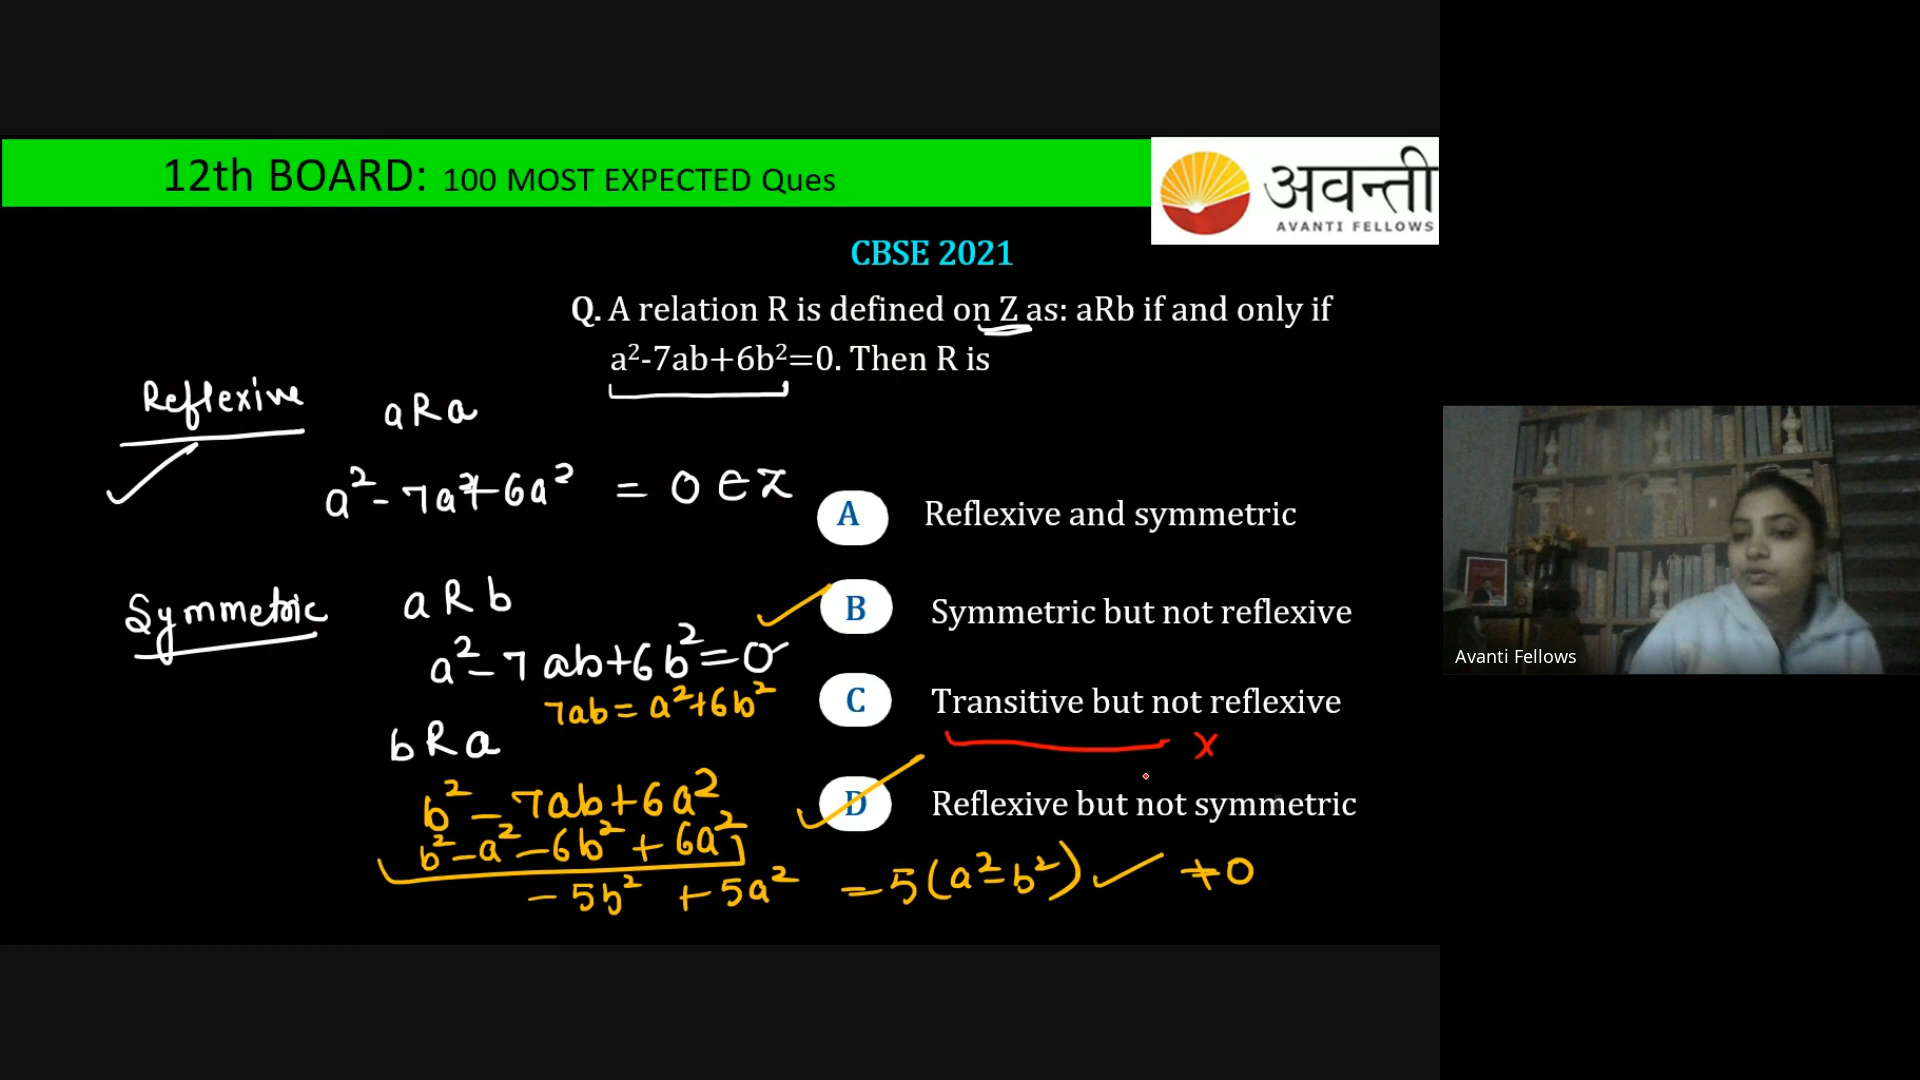 12th BOARD: 100 MOST EXPECTED Ques
अवन्ती
AVANTI FELLOWS
CBSE 2021
Q. A relation R is defined on Z as: aRb if and only if
a²-7ab+6b²=0. Then R is
Reflexive
aRa
a²-7a²+6a² = 0 ∈ Z
A Reflexive and symmetric
Symmetric
aRb
B Symmetric but not reflexive
a²-7ab+6b²=0
7ab = a²+6b²
C Transitive but not reflexive
x
bRa
b²-7ab+6a²
D Reflexive but not symmetric
b²-a²-6b²+6a²
-5b²+5a² = 5(a²-b²) ≠0
Avanti Fellows